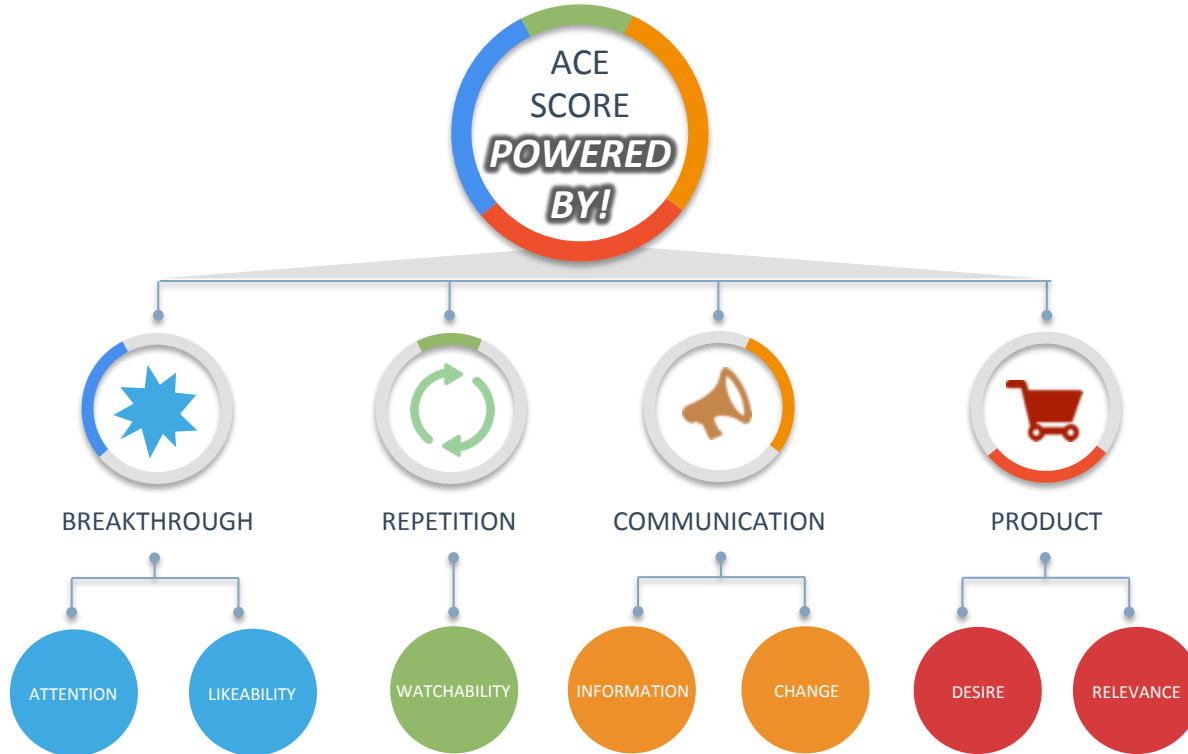 ACE
SCORE
POWERED
BY!
BREAKTHROUGH
REPETITION
COMMUNICATION
PRODUCT
ATTENTION
LIKEABILITY
WATCHABILITY
INFORMATION
CHANGE
DESIRE
RELEVANCE